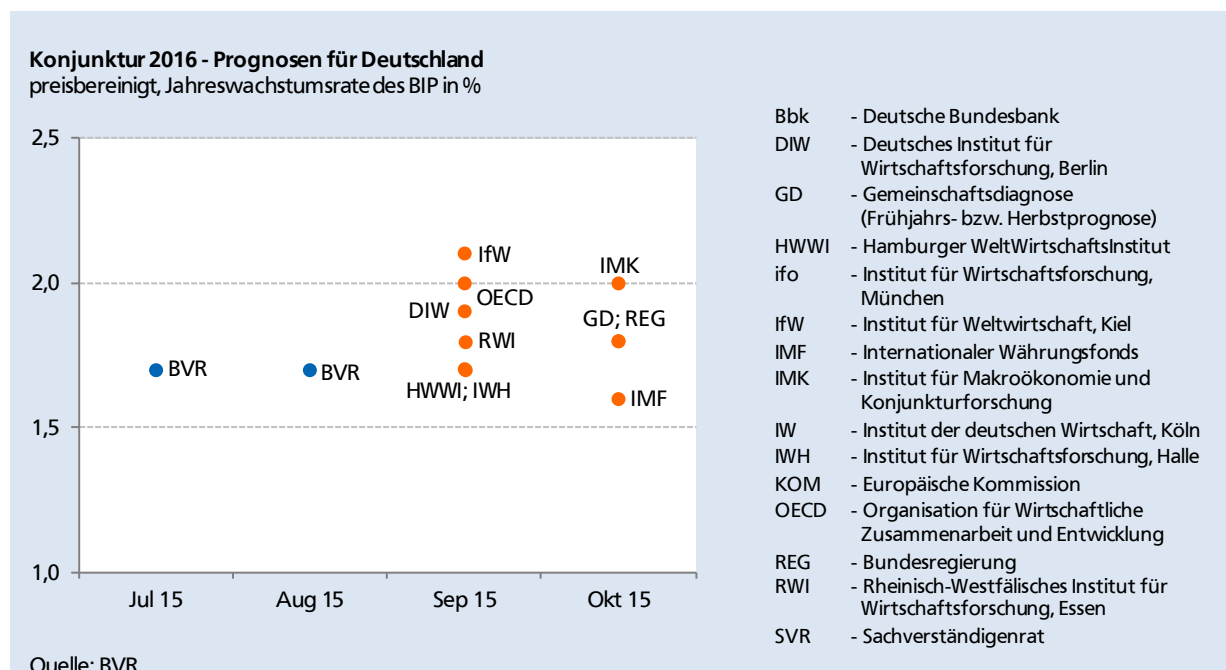 Konjunktur 2016 - Prognosen für Deutschland
preisbereinigt, Jahreswachstumsrate des BIP in %
2,5
2,0
1,5
1,0
BVR
BVR
IfW
OECD
DIW
RWI
HWWI; IWH
IMK
GD; REG
IMF
Jul 15
Aug 15
Sep 15
Okt 15
Bbk - Deutsche Bundesbank
DIW - Deutsches Institut für
Wirtschaftsforschung, Berlin
GD - Gemeinschaftsdiagnose
(Frühjahrs- bzw. Herbstprognose)
HWWI - Hamburger WeltWirtschaftsInstitut
ifo - Institut für Wirtschaftsforschung,
München
IfW - Institut für Weltwirtschaft, Kiel
IMF - Internationaler Währungsfonds
IMK - Institut für Makroökonomie und
Konjunkturforschung
IW - Institut der deutschen Wirtschaft, Köln
IWH - Institut für Wirtschaftsforschung, Halle
KOM - Europäische Kommission
OECD - Organisation für Wirtschaftliche
Zusammenarbeit und Entwicklung
REG - Bundesregierung
RWI - Rheinisch-Westfälisches Institut für
Wirtschaftsforschung, Essen
SVR - Sachverständigenrat
Quelle: BVR